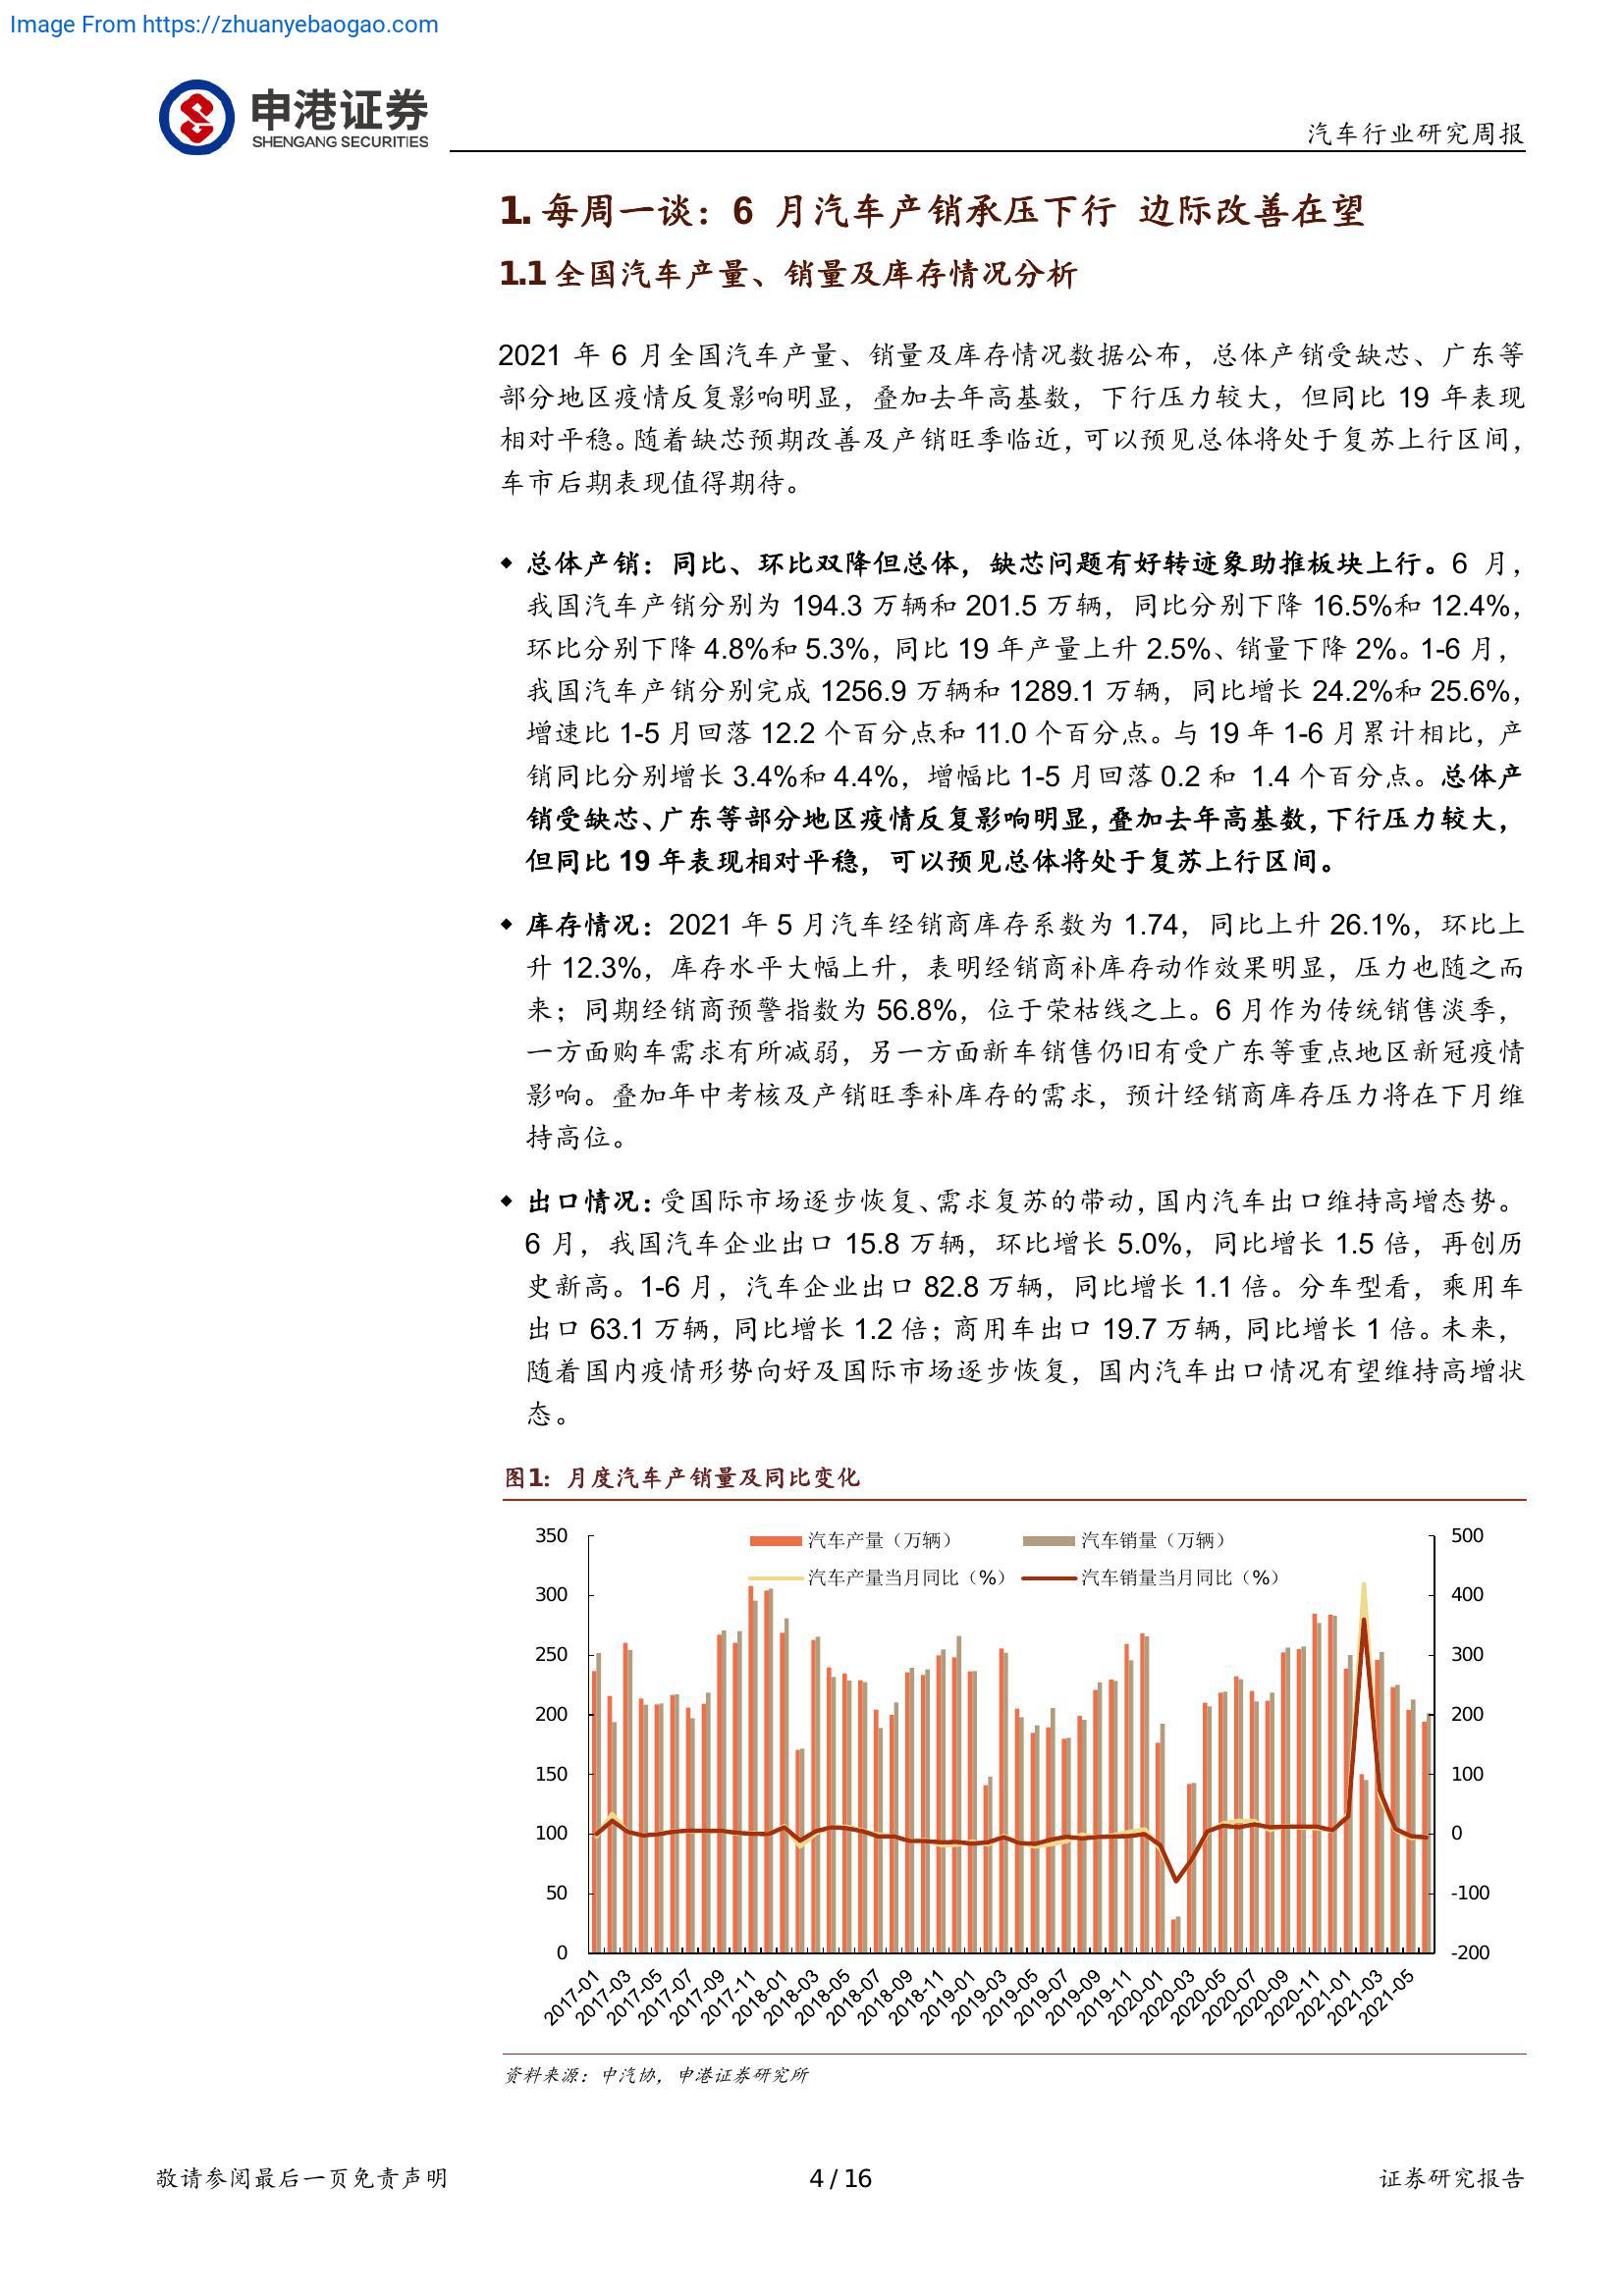 Image From https://zhuanyebaogao.com
申港证券
SHENGANG SECURITIES
汽车行业研究周报
1. 每周一谈：6 月汽车产销承压下行 边际改善在望
1.1 全国汽车产量、销量及库存情况分析
2021 年 6 月全国汽车产量、销量及库存情况数据公布，总体产销受缺芯、广东等
部分地区疫情反复影响明显，叠加去年高基数，下行压力较大，但同比 19 年表现
相对平稳。随着缺芯预期改善及产销旺季临近，可以预见总体将处于复苏上行区间，
车市后期表现值得期待。
◆ 总体产销：同比、环比双降但总体，缺芯问题有好转迹象助推板块上行。6 月，
我国汽车产销分别为 194.3 万辆和 201.5 万辆，同比分别下降 16.5%和 12.4%，
环比分别下降 4.8%和 5.3%，同比 19 年产量上升 2.5%、销量下降 2%。1-6 月，
我国汽车产销分别完成 1256.9 万辆和 1289.1 万辆，同比增长 24.2%和 25.6%，
增速比 1-5 月回落 12.2 个百分点和 11.0 个百分点。与 19 年 1-6 月累计相比，产
销同比分别增长 3.4%和 4.4%，增幅比 1-5 月回落 0.2 和 1.4 个百分点。总体产
销受缺芯、广东等部分地区疫情反复影响明显，叠加去年高基数，下行压力较大，
但同比 19 年表现相对平稳，可以预见总体将处于复苏上行区间。
◆ 库存情况：2021 年 5 月汽车经销商库存系数为 1.74，同比上升 26.1%，环比上
升 12.3%，库存水平大幅上升，表明经销商补库存动作效果明显，压力也随之而
来；同期经销商预警指数为 56.8%，位于荣枯线之上。6 月作为传统销售淡季，
一方面购车需求有所减弱，另一方面新车销售仍旧有受广东等重点地区新冠疫情
影响。叠加年中考核及产销旺季补库存的需求，预计经销商库存压力将在下月维
持高位。
◆ 出口情况：受国际市场逐步恢复、需求复苏的带动，国内汽车出口维持高增态势。
6 月，我国汽车企业出口 15.8 万辆，环比增长 5.0%，同比增长 1.5 倍，再创历
史新高。1-6 月，汽车企业出口 82.8 万辆，同比增长 1.1 倍。分车型看，乘用车
出口 63.1 万辆，同比增长 1.2 倍；商用车出口 19.7 万辆，同比增长 1 倍。未来，
随着国内疫情形势向好及国际市场逐步恢复，国内汽车出口情况有望维持高增状
态。
图1：月度汽车产销量及同比变化
汽车产量（万辆） 汽车销量（万辆）
汽车产量当月同比（%） 汽车销量当月同比（%）
350 500
300 400
250 300
200 200
150 100
100 0
50 -100
0 -200
2017-01 2017-03 2017-05 2017-07 2017-09 2017-11 2018-01 2018-03 2018-05 2018-07 2018-09 2018-11 2019-01 2019-03 2019-05 2019-07 2019-09 2019-11 2020-01 2020-03 2020-05 2020-07 2020-09 2020-11 2021-01 2021-03 2021-05
资料来源：中汽协，申港证券研究所
敬请参阅最后一页免责声明 4 / 16 证券研究报告